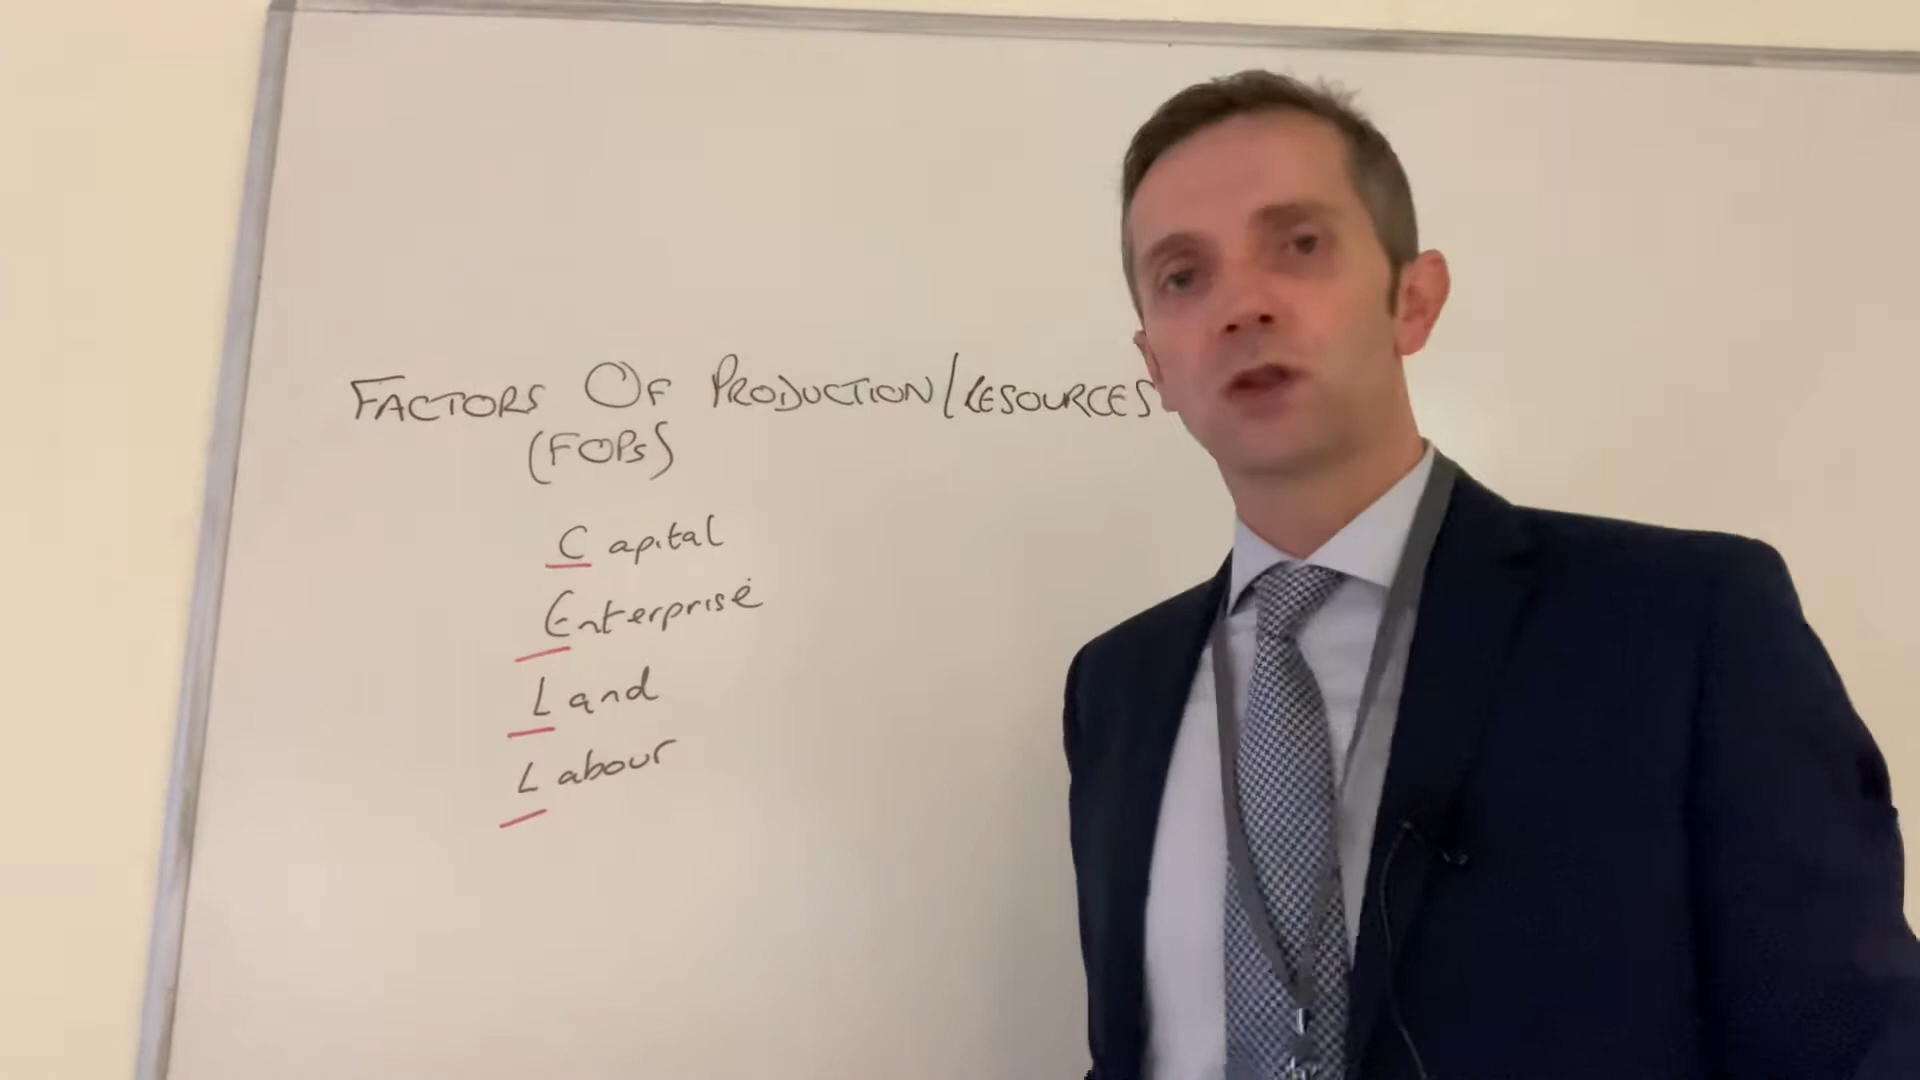 FACTORS OF PRODUCTION/RESOURCES
(FOPs)
Capital
Enterprise
Land
Labour